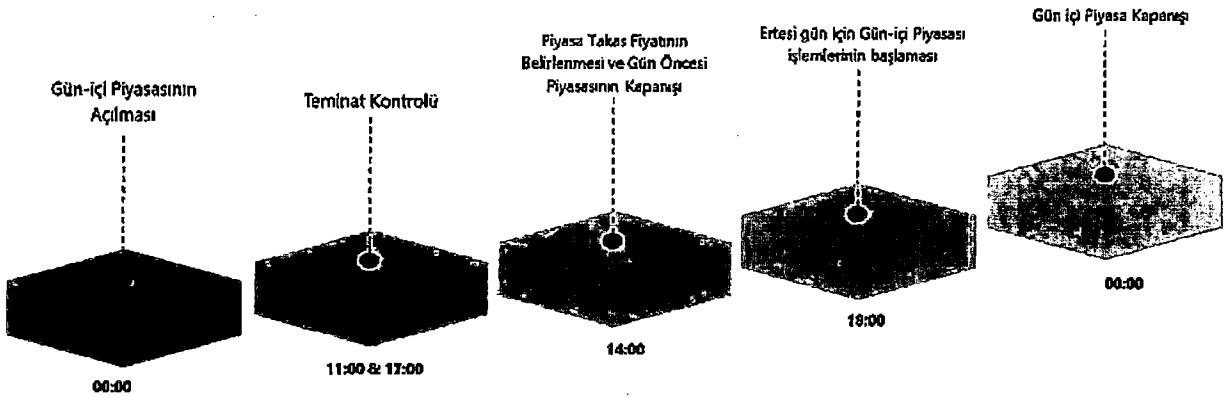 Gün-içi Piyasasının
Açılması
00:00
Teminat Kontrolü
11:00 & 17:00
Piyasa Takas Fiyatının
Belirlenmesi ve Gün Öncesi
Piyasasının Kapanışı
14:00
Ertesi gün için Gün-içi Piyasası
işlemlerinin başlaması
18:00
Gün içi Piyasa Kapanışı
00:00